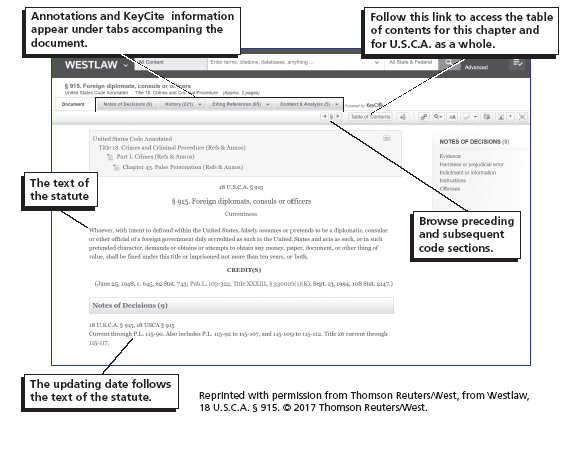 Annotations and KeyCite information
appear under tabs accompaning the
document.
Follow this link to access the table
of contents for this chapter and
for U.S.C.A. as a whole.
WESTLAW
All Content
Enter terms, citations, databases, anything ...
All State & Federal
Advanced
§ 915. Foreign diplomats, consuls or officers
United States Code Annotated Title 18. Crimes and Criminal Procedure (Approx. 2 pages)
Document
Notes of Decisions (9)
History (221)
Citing References (95)
Context & Analysis (5)
Powered by KeyCite
Table of Contents
United States Code Annotated
Title 18. Crimes and Criminal Procedure (Refs & Annos)
Part I. Crimes (Refs & Annos)
Chapter 43. False Personation (Refs & Annos)
NOTES OF DECISIONS (9)
Evidence
Harmless or prejudicial error
Indictment or information
Instructions
Offenses
The text of
the statute
18 U.S.C.A. § 915
§ 915. Foreign diplomats, consuls or officers
Currentness
Browse preceding
and subsequent
code sections.
Whoever, with intent to defraud within the United States, falsely assumes or pretends to be a diplomatic, consular
or other official of a foreign government duly accredited as such to the United States and acts as such, or in such
pretended character, demands or obtains or attempts to obtain any money, paper, document, or other thing of
value, shall be fined under this title or imprisoned not more than ten years, or both.
CREDIT(S)
(June 25, 1948, c. 645, 62 Stat. 743; Pub.L. 103-322, Title XXXIII, § 330016(1)(K), Sept. 13, 1994, 108 Stat. 2147.)
Notes of Decisions (9)
18 U.S.C.A. § 915, 18 USCA § 915
Current through P.L. 115-90. Also includes P.L. 115-92 to 115-107, and 115-109 to 115-112. Title 26 current through
115-117.
The updating date follows
the text of the statute.
Reprinted with permission from Thomson Reuters/West, from Westlaw,
18 U.S.C.A. § 915. © 2017 Thomson Reuters/West.